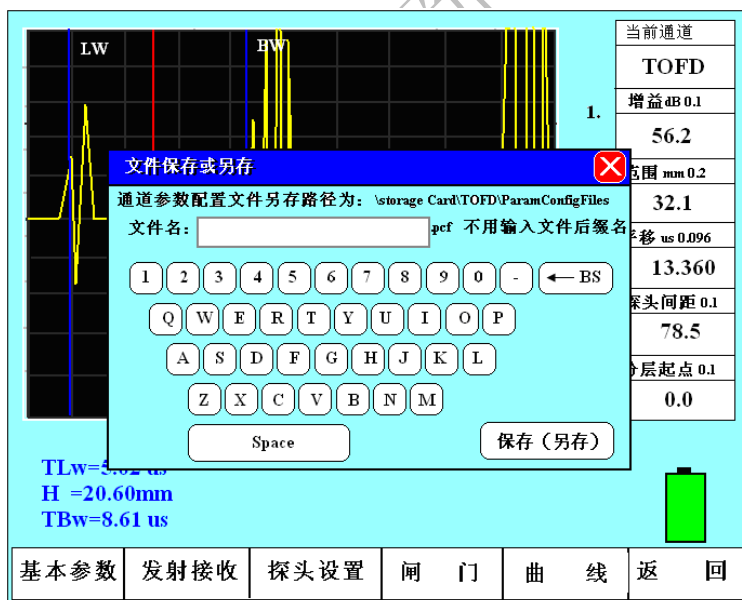 LW
BW
1.
当前通道
TOFD
增益dB 0.1
56.2
范围 mm 0.2
32.1
平移 us 0.096
13.360
探头间距 0.1
78.5
分层起点 0.1
0.0
文件保存或另存
通道参数配置文件另存路径为: \storage Card\TOFD\ParamConfigFiles
文件名: .pcf 不用输入文件后缀名
1 2 3 4 5 6 7 8 9 0 - BS
Q W E R T Y U I O P
A S D F G H J K L
Z X C V B N M
Space 保存（另存）
H =20.60mm
TBw=8.61 us
基本参数 发射接收 探头设置 闸 门 曲 线 返 回